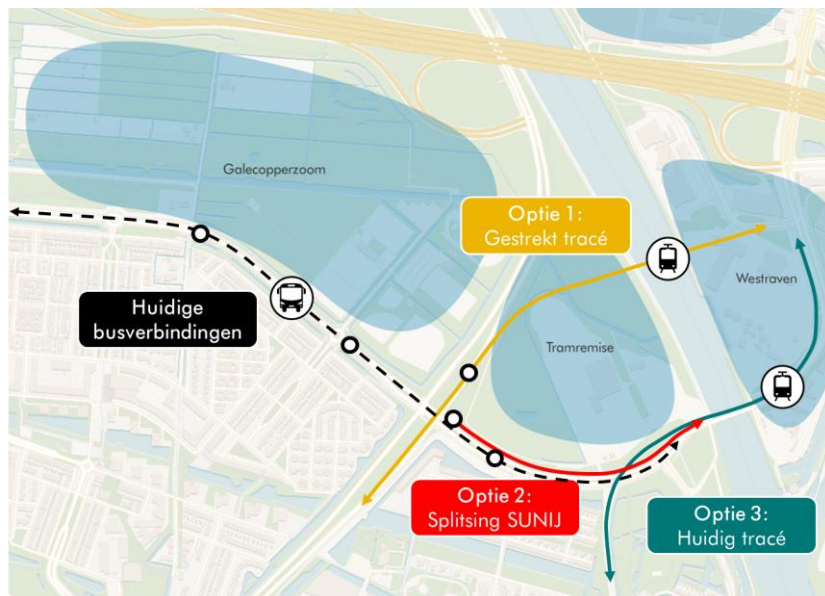 Galecopperzoom
Optie 1:
Gestrekt tracé
Westraven
Huidige
busverbindingen
Tramremise
Optie 2:
Splitsing SUNIJ
Optie 3:
Huidig tracé